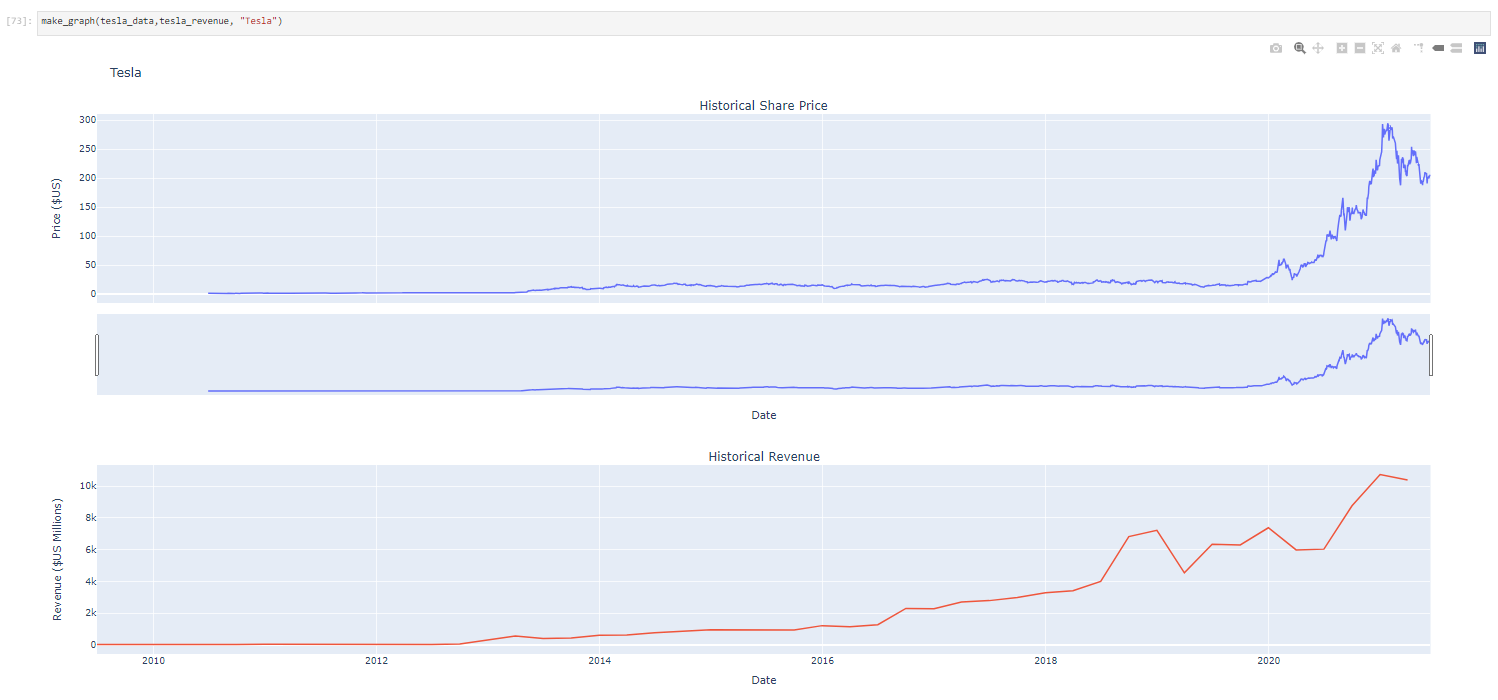 [73]: make_graph(tesla_data,tesla_revenue, "Tesla")
Tesla
Historical Share Price
300
250
200
150
100
50
0
Price ($US)
Date
Historical Revenue
10k
8k
6k
4k
2k
0
Revenue ($US Millions)
2010 2012 2014 2016 2018 2020
Date